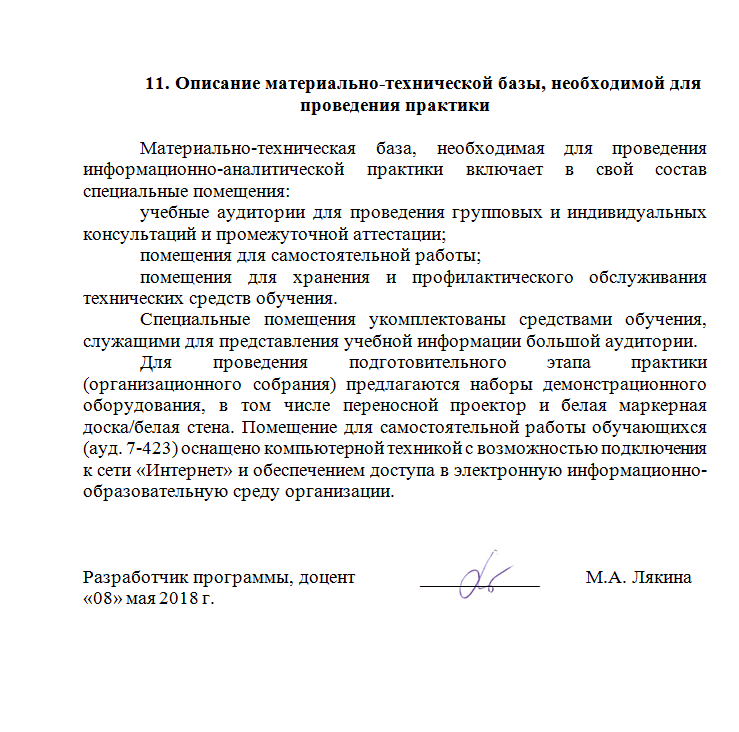 11. Описание материально-технической базы, необходимой для
проведения практики
Материально-техническая база, необходимая для проведения
информационно-аналитической практики включает в свой состав
специальные помещения:
учебные аудитории для проведения групповых и индивидуальных
консультаций и промежуточной аттестации;
помещения для самостоятельной работы;
помещения для хранения и профилактического обслуживания
технических средств обучения.
Специальные помещения укомплектованы средствами обучения,
служащими для представления учебной информации большой аудитории.
Для проведения подготовительного этапа практики
(организационного собрания) предлагаются наборы демонстрационного
оборудования, в том числе переносной проектор и белая маркерная
доска/белая стена. Помещение для самостоятельной работы обучающихся
(ауд. 7-423) оснащено компьютерной техникой с возможностью подключения
к сети «Интернет» и обеспечением доступа в электронную информационно-
образовательную среду организации.
Разработчик программы, доцент М.А. Лякина
«08» мая 2018 г.